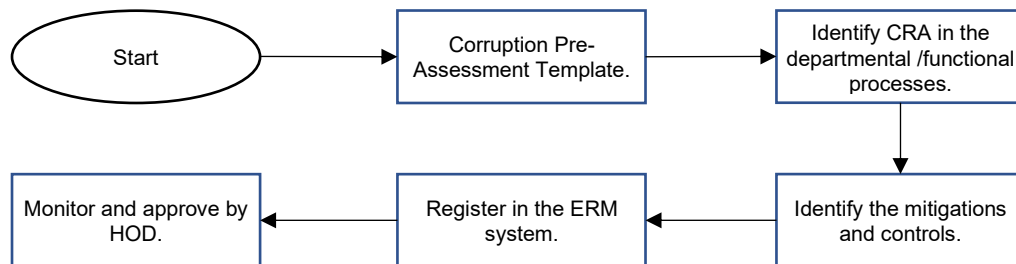 Start
Corruption Pre-
Assessment Template.
Identify CRA in the
departmental /functional
processes.
Identify the mitigations
and controls.
Register in the ERM
system.
Monitor and approve by
HOD.